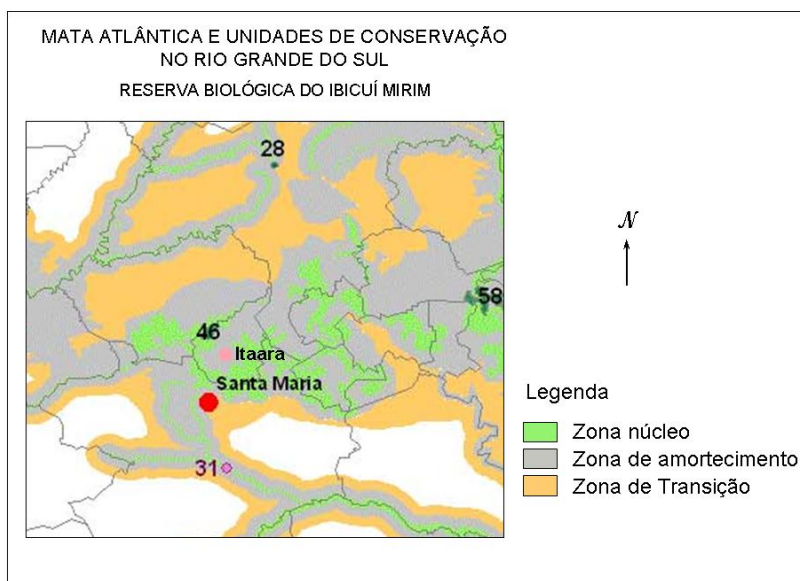 MATA ATLÂNTICA E UNIDADES DE CONSERVAÇÃO
NO RIO GRANDE DO SUL
RESERVA BIOLÓGICA DO IBICUÍ MIRIM
28
58
46
Itaara
Santa Maria
31
N
Legenda
Zona núcleo
Zona de amortecimento
Zona de Transição